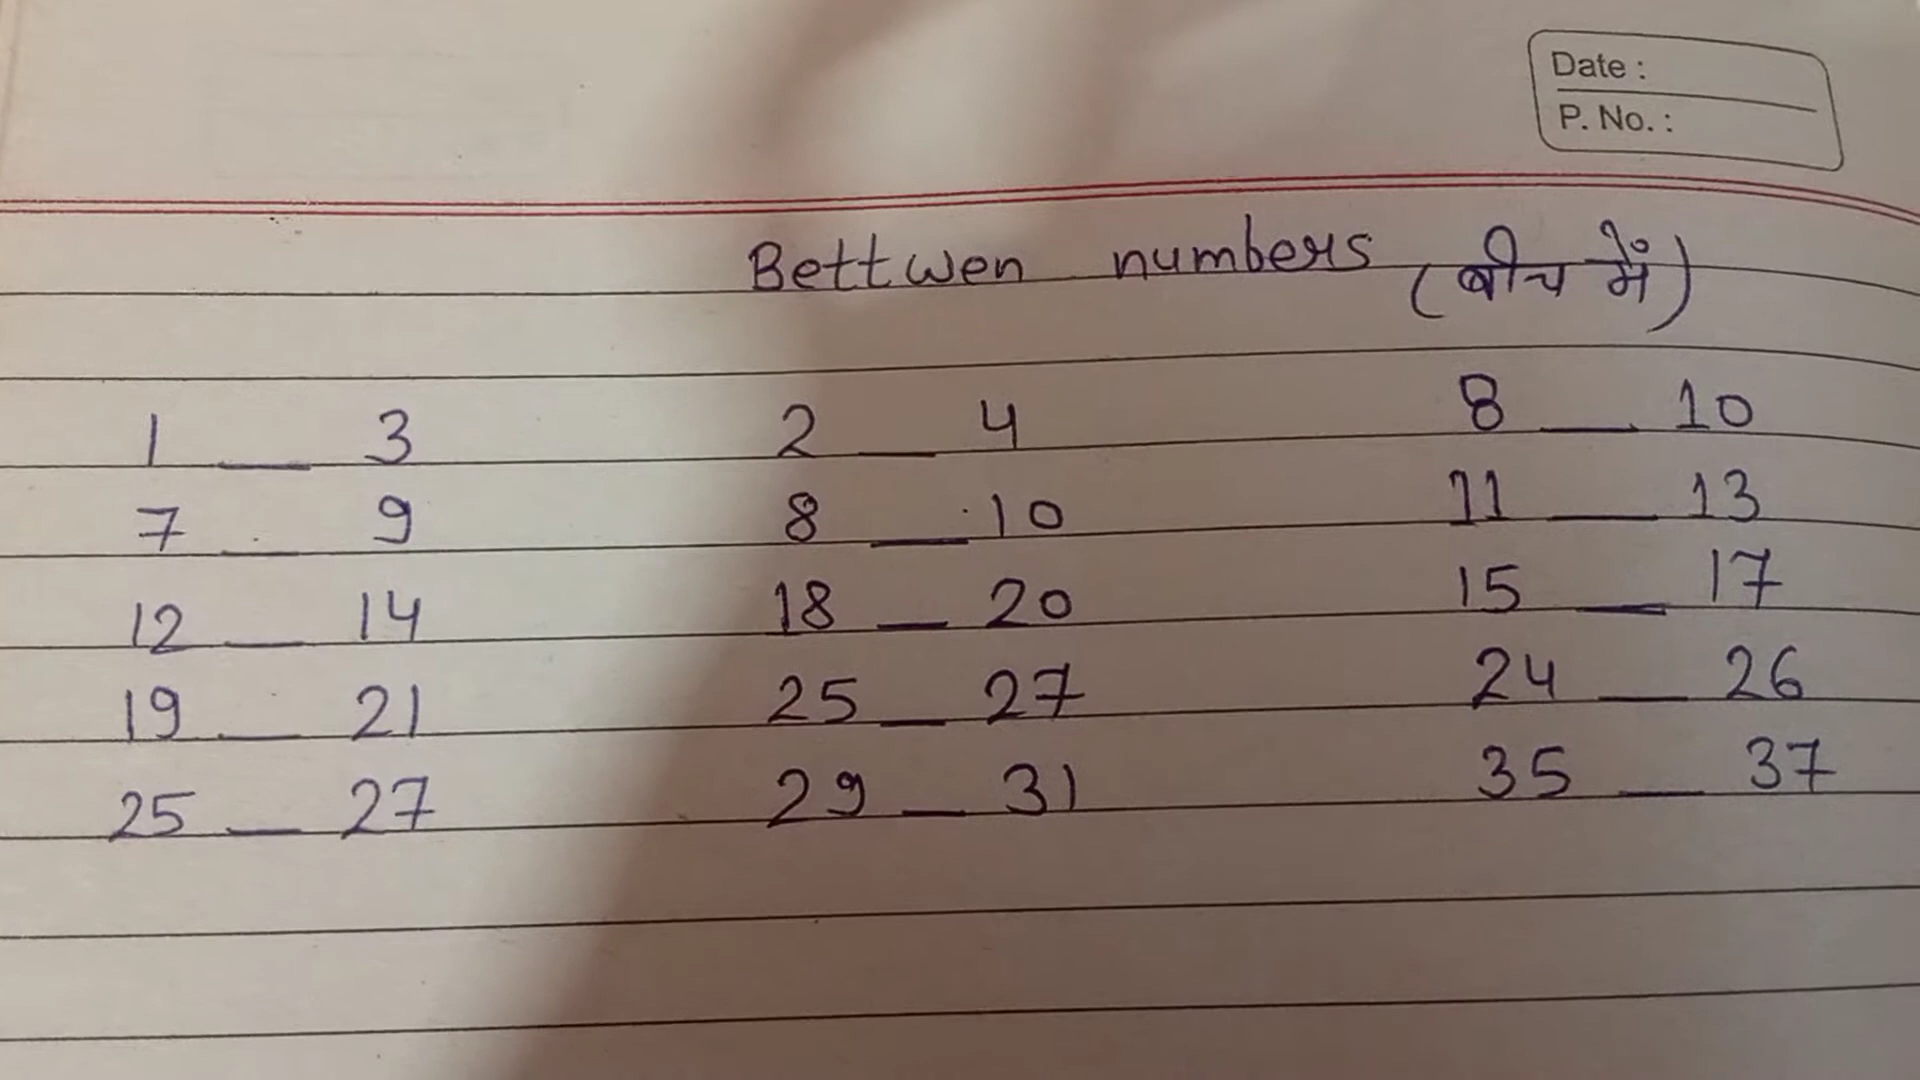 Date :
P. No. :
Bettwen numbers (बीच में)
1 __ 3 2 __ 4 8 __ 10
7 __ 9 8 __ 10 11 __ 13
12 __ 14 18 __ 20 15 __ 17
19 __ 21 25 __ 27 24 __ 26
25 __ 27 29 __ 31 35 __ 37